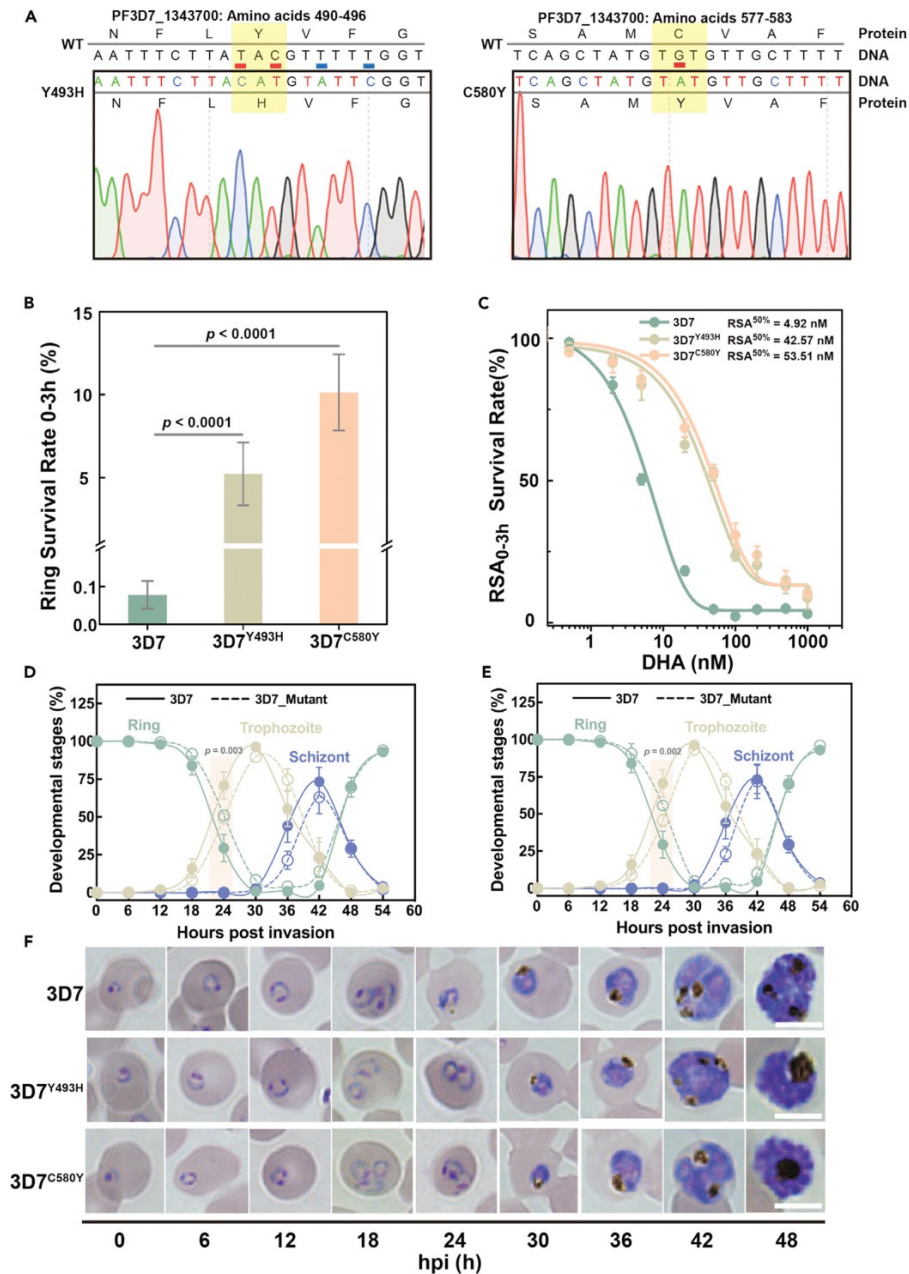 A
PF3D7_1343700: Amino acids 490-496
N F L Y V F G
WT
AATTTCTTATACGTTTTTGGT
AATTTCTTACATGTATTCGGT
Y493H
N F L H V F G
PF3D7_1343700: Amino acids 577-583
S A M C V A F Protein
WT
TCAGCTATGTGTGTTGCTTTT DNA
TCAGCTATGTATGTTGCTTTT DNA
C580Y
S A M Y V A F Protein
B
Ring Survival Rate 0-3h (%)
15
10
5
0.1
0.0
p < 0.0001
p < 0.0001
3D7 3D7Y493H 3D7C580Y
C
RSA0-3h Survival Rate(%)
100
50
0
3D7 RSA50% = 4.92 nM
3D7Y493H RSA50% = 42.57 nM
3D7C580Y RSA50% = 53.51 nM
1 10 100 1000
DHA (nM)
D
Developmental stages (%)
125
100
75
50
25
0
3D7 3D7_Mutant
Ring Trophozoite
p = 0.003
Schizont
0 6 12 18 24 30 36 42 48 54 60
Hours post invasion
E
Developmental stages (%)
125
100
75
50
25
0
3D7 3D7_Mutant
Ring Trophozoite
p = 0.002
Schizont
0 6 12 18 24 30 36 42 48 54 60
Hours post invasion
F
3D7
3D7Y493H
3D7C580Y
0 6 12 18 24 30 36 42 48
hpi (h)